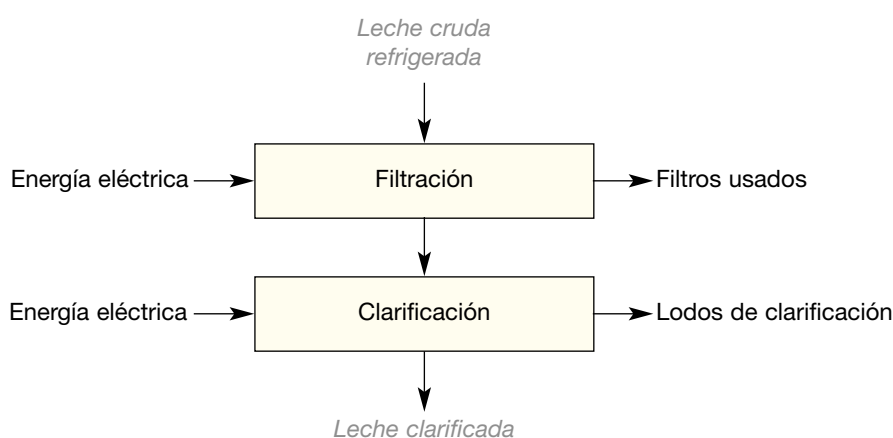 Leche cruda
refrigerada
Energía eléctrica
Filtración
Filtros usados
Energía eléctrica
Clarificación
Lodos de clarificación
Leche clarificada